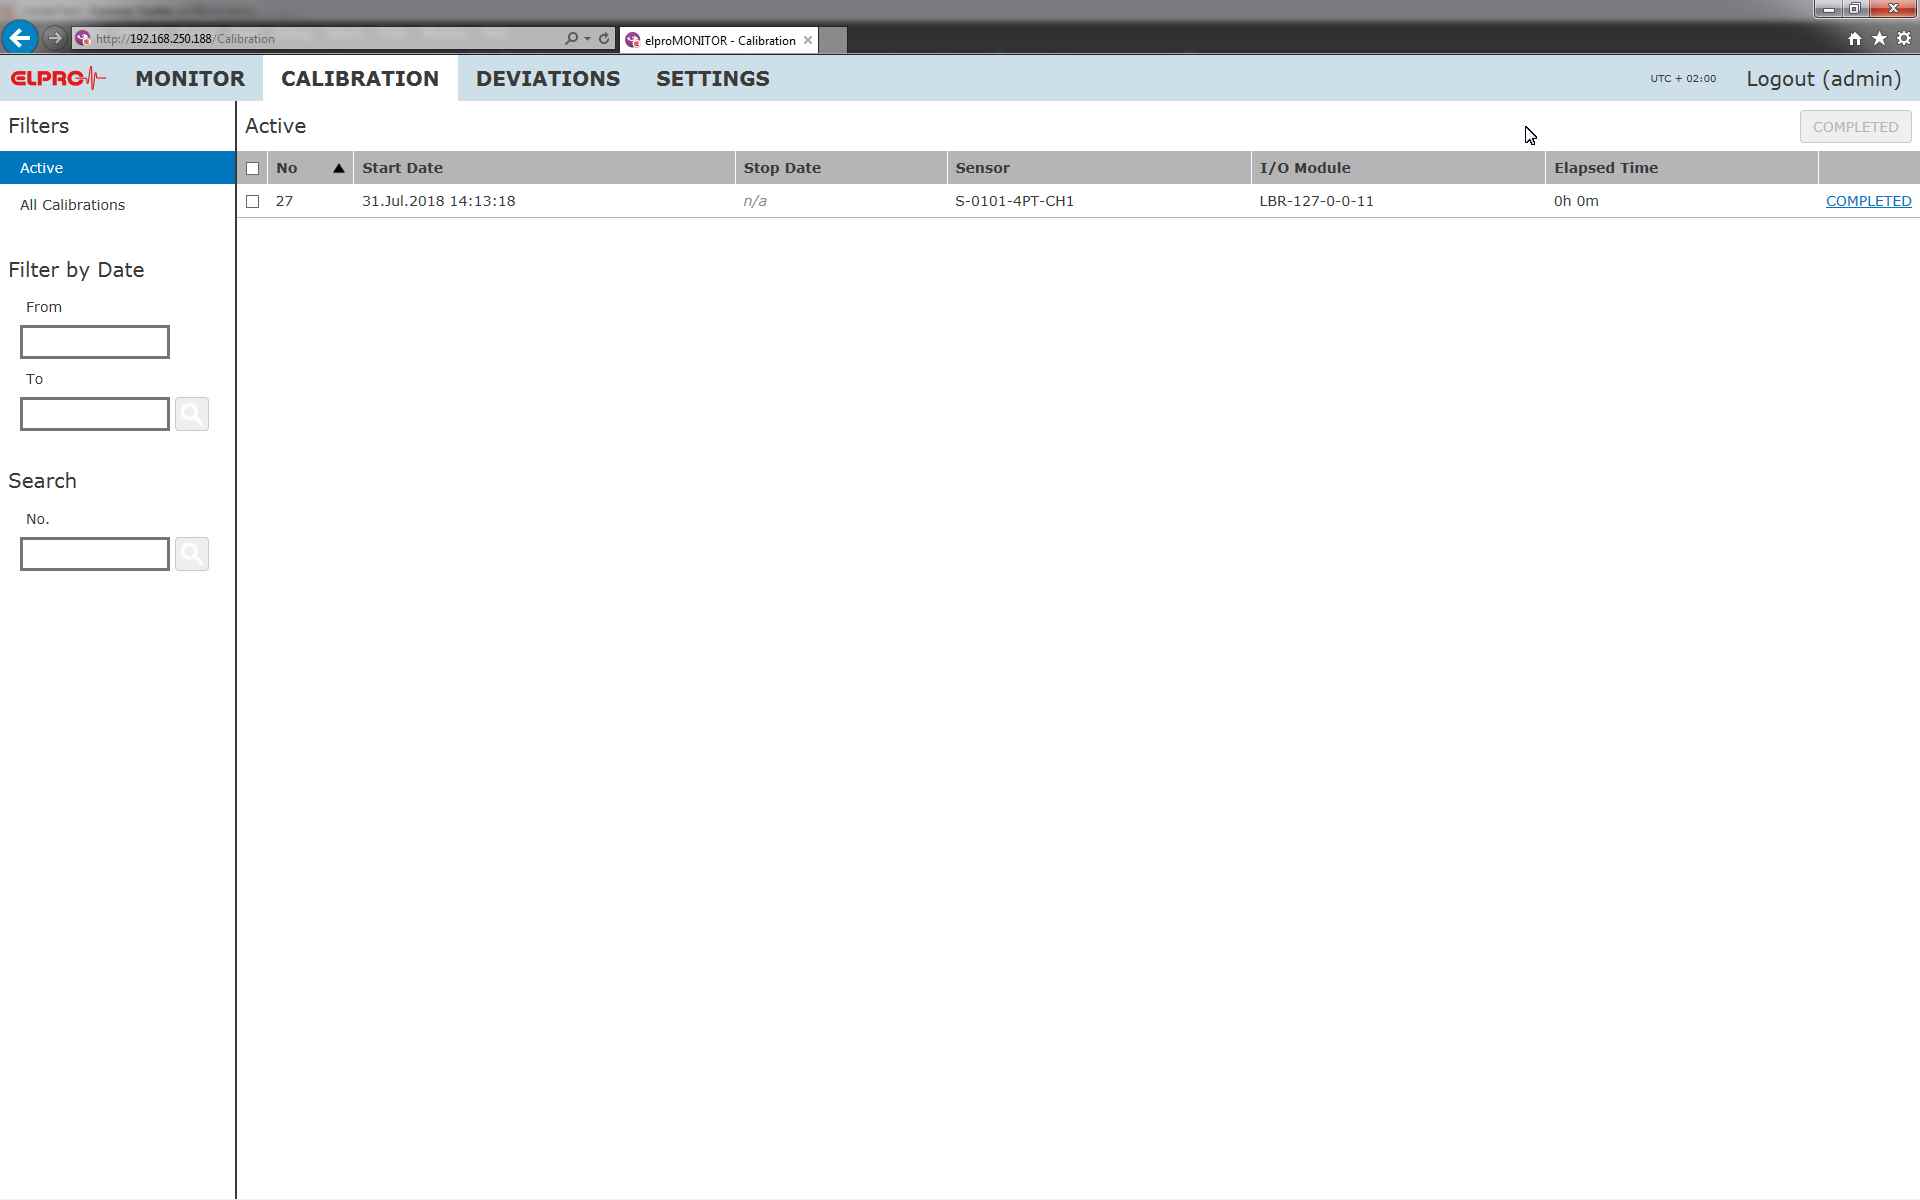 http://192.168.250.188/Calibration
elproMONITOR - Calibration
ELPRO MONITOR CALIBRATION DEVIATIONS SETTINGS UTC + 02:00 Logout (admin)
Filters
Active
All Calibrations
Filter by Date
From
To
Search
No.
Active COMPLETED
No Start Date Stop Date Sensor I/O Module Elapsed Time
27 31.Jul.2018 14:13:18 n/a S-0101-4PT-CH1 LBR-127-0-0-11 0h 0m COMPLETED